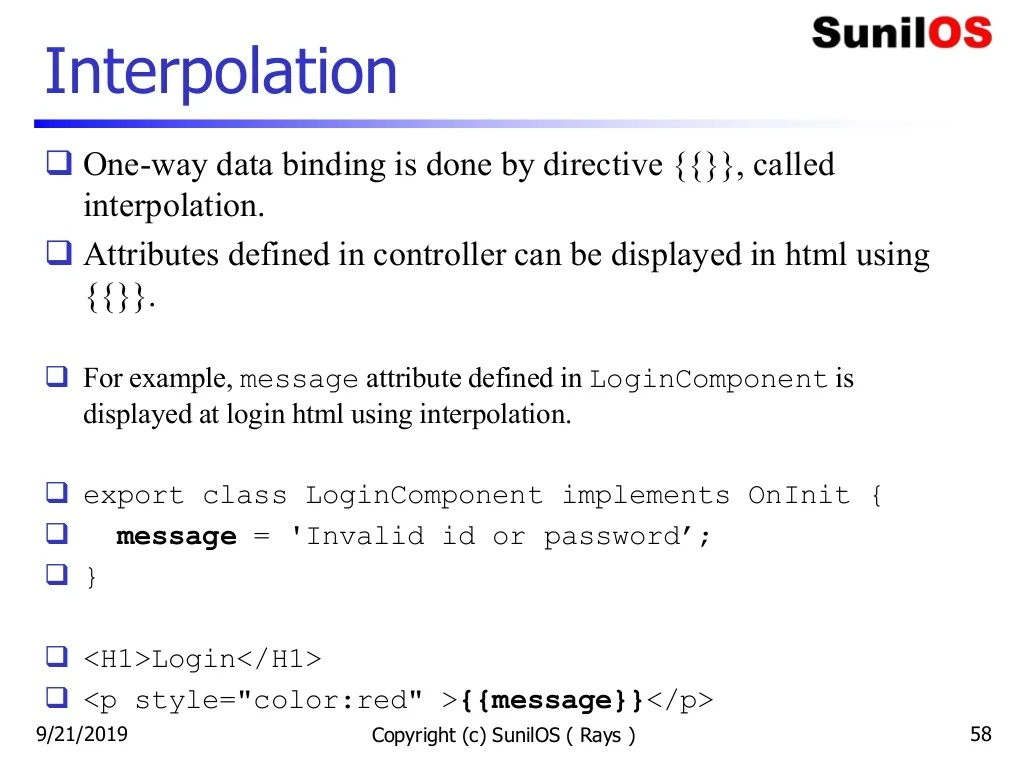 SunilOS
Interpolation
One-way data binding is done by directive {{}}, called
interpolation.
Attributes defined in controller can be displayed in html using
{{}}.
For example, message attribute defined in LoginComponent is
displayed at login html using interpolation.
export class LoginComponent implements OnInit {
message = 'Invalid id or password’;
}
<H1>Login</H1>
<p style="color:red" >{{message}}</p>
9/21/2019 Copyright (c) SunilOS ( Rays ) 58